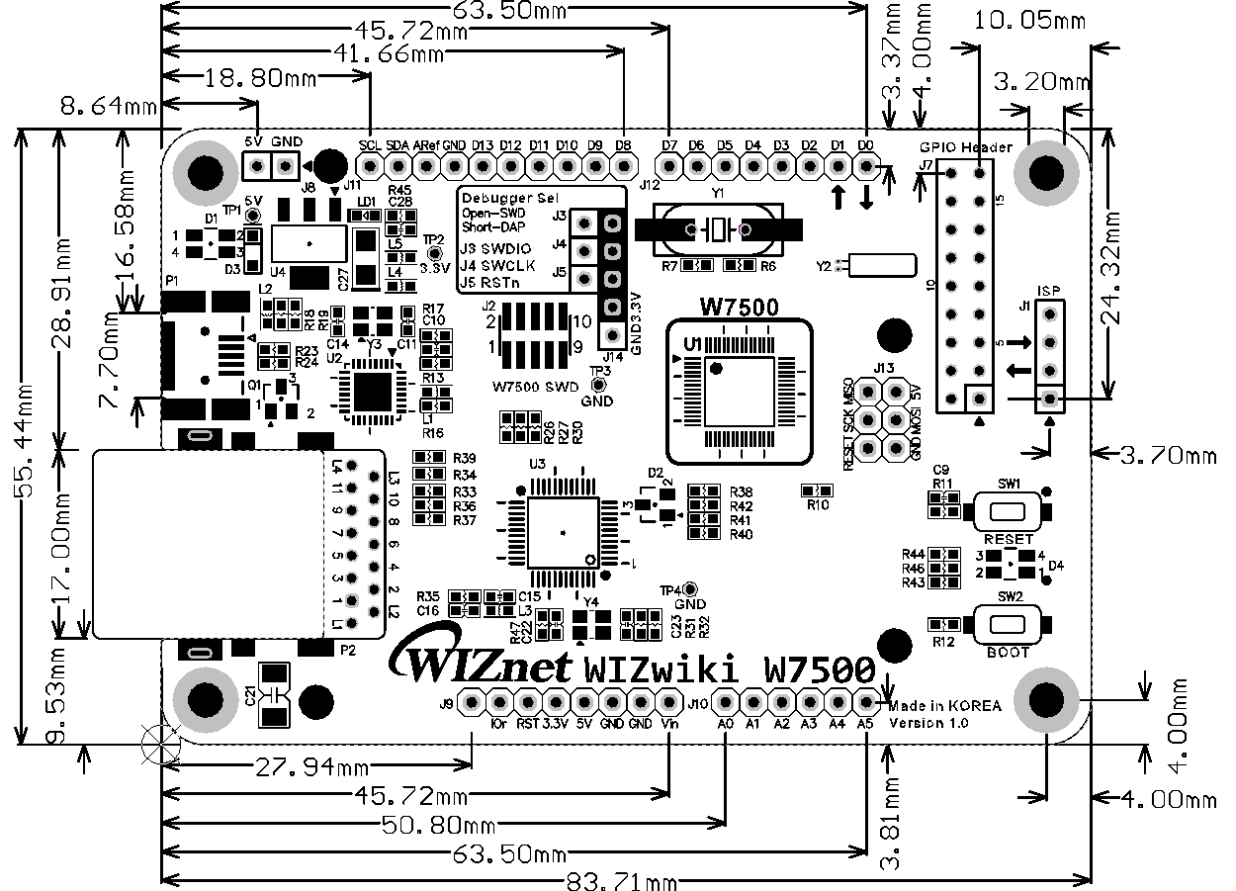 63.50mm
45.72mm
41.66mm
18.80mm
8.64mm
3.37mm
4.00mm
10.05mm
3.20mm
5V GND
SCL SDA ARef GND D13 D12 D11 D10 D9 D8
D7 D6 D5 D4 D3 D2 D1 D0
GPIO Header
J7
J8
J11
J12
Y1
TP1 5V
D1
1 2
4 3
D3
U4
C27
LD1
R45
C28
L5
L4
TP2
3.3V
Debugger Sel
Open-SWD
Short-DAP
J3 SWDIO
J4 SWCLK
J5 RSTn
J3
J4
J5
GND3.3V
J14
R7 R6
Y2
15
10
5
ISP
J1
P1
L2
R18
R19
C14
Y3
C11
R17
C10
J2
2 10
1 9
W7500 SWD
TP3
GND
W7500
U1
J13
MISO 5V
SCK MOSI
RESET GND
R23
R24
U2
Q1
3
1 2
R13
L1
R16
R26
R27
R30
16.58mm
28.91mm
7.70mm
55.44mm
17.00mm
9.53mm
24.32mm
3.70mm
L4
11
9
7
5
3
1
L1
L3
10
8
6
4
2
L2
P2
R39
R34
R33
R36
R37
U3
1
D2
3
2
1
R38
R42
R41
R40
R10
C9
R11
SW1
RESET
R44
R46
R43
3 4
2 1
D4
SW2
R12
BOOT
R35
C16
C15
L3
R47
C22
Y4
C23
R31
R32
TP4
GND
C21
WIZnet WIZwiki W7500
J9
IOr RST 3.3V 5V GND GND Vin
J10
A0 A1 A2 A3 A4 A5
Made in KOREA
Version 1.0
27.94mm
45.72mm
50.80mm
63.50mm
83.71mm
3.81mm
4.00mm
4.00mm